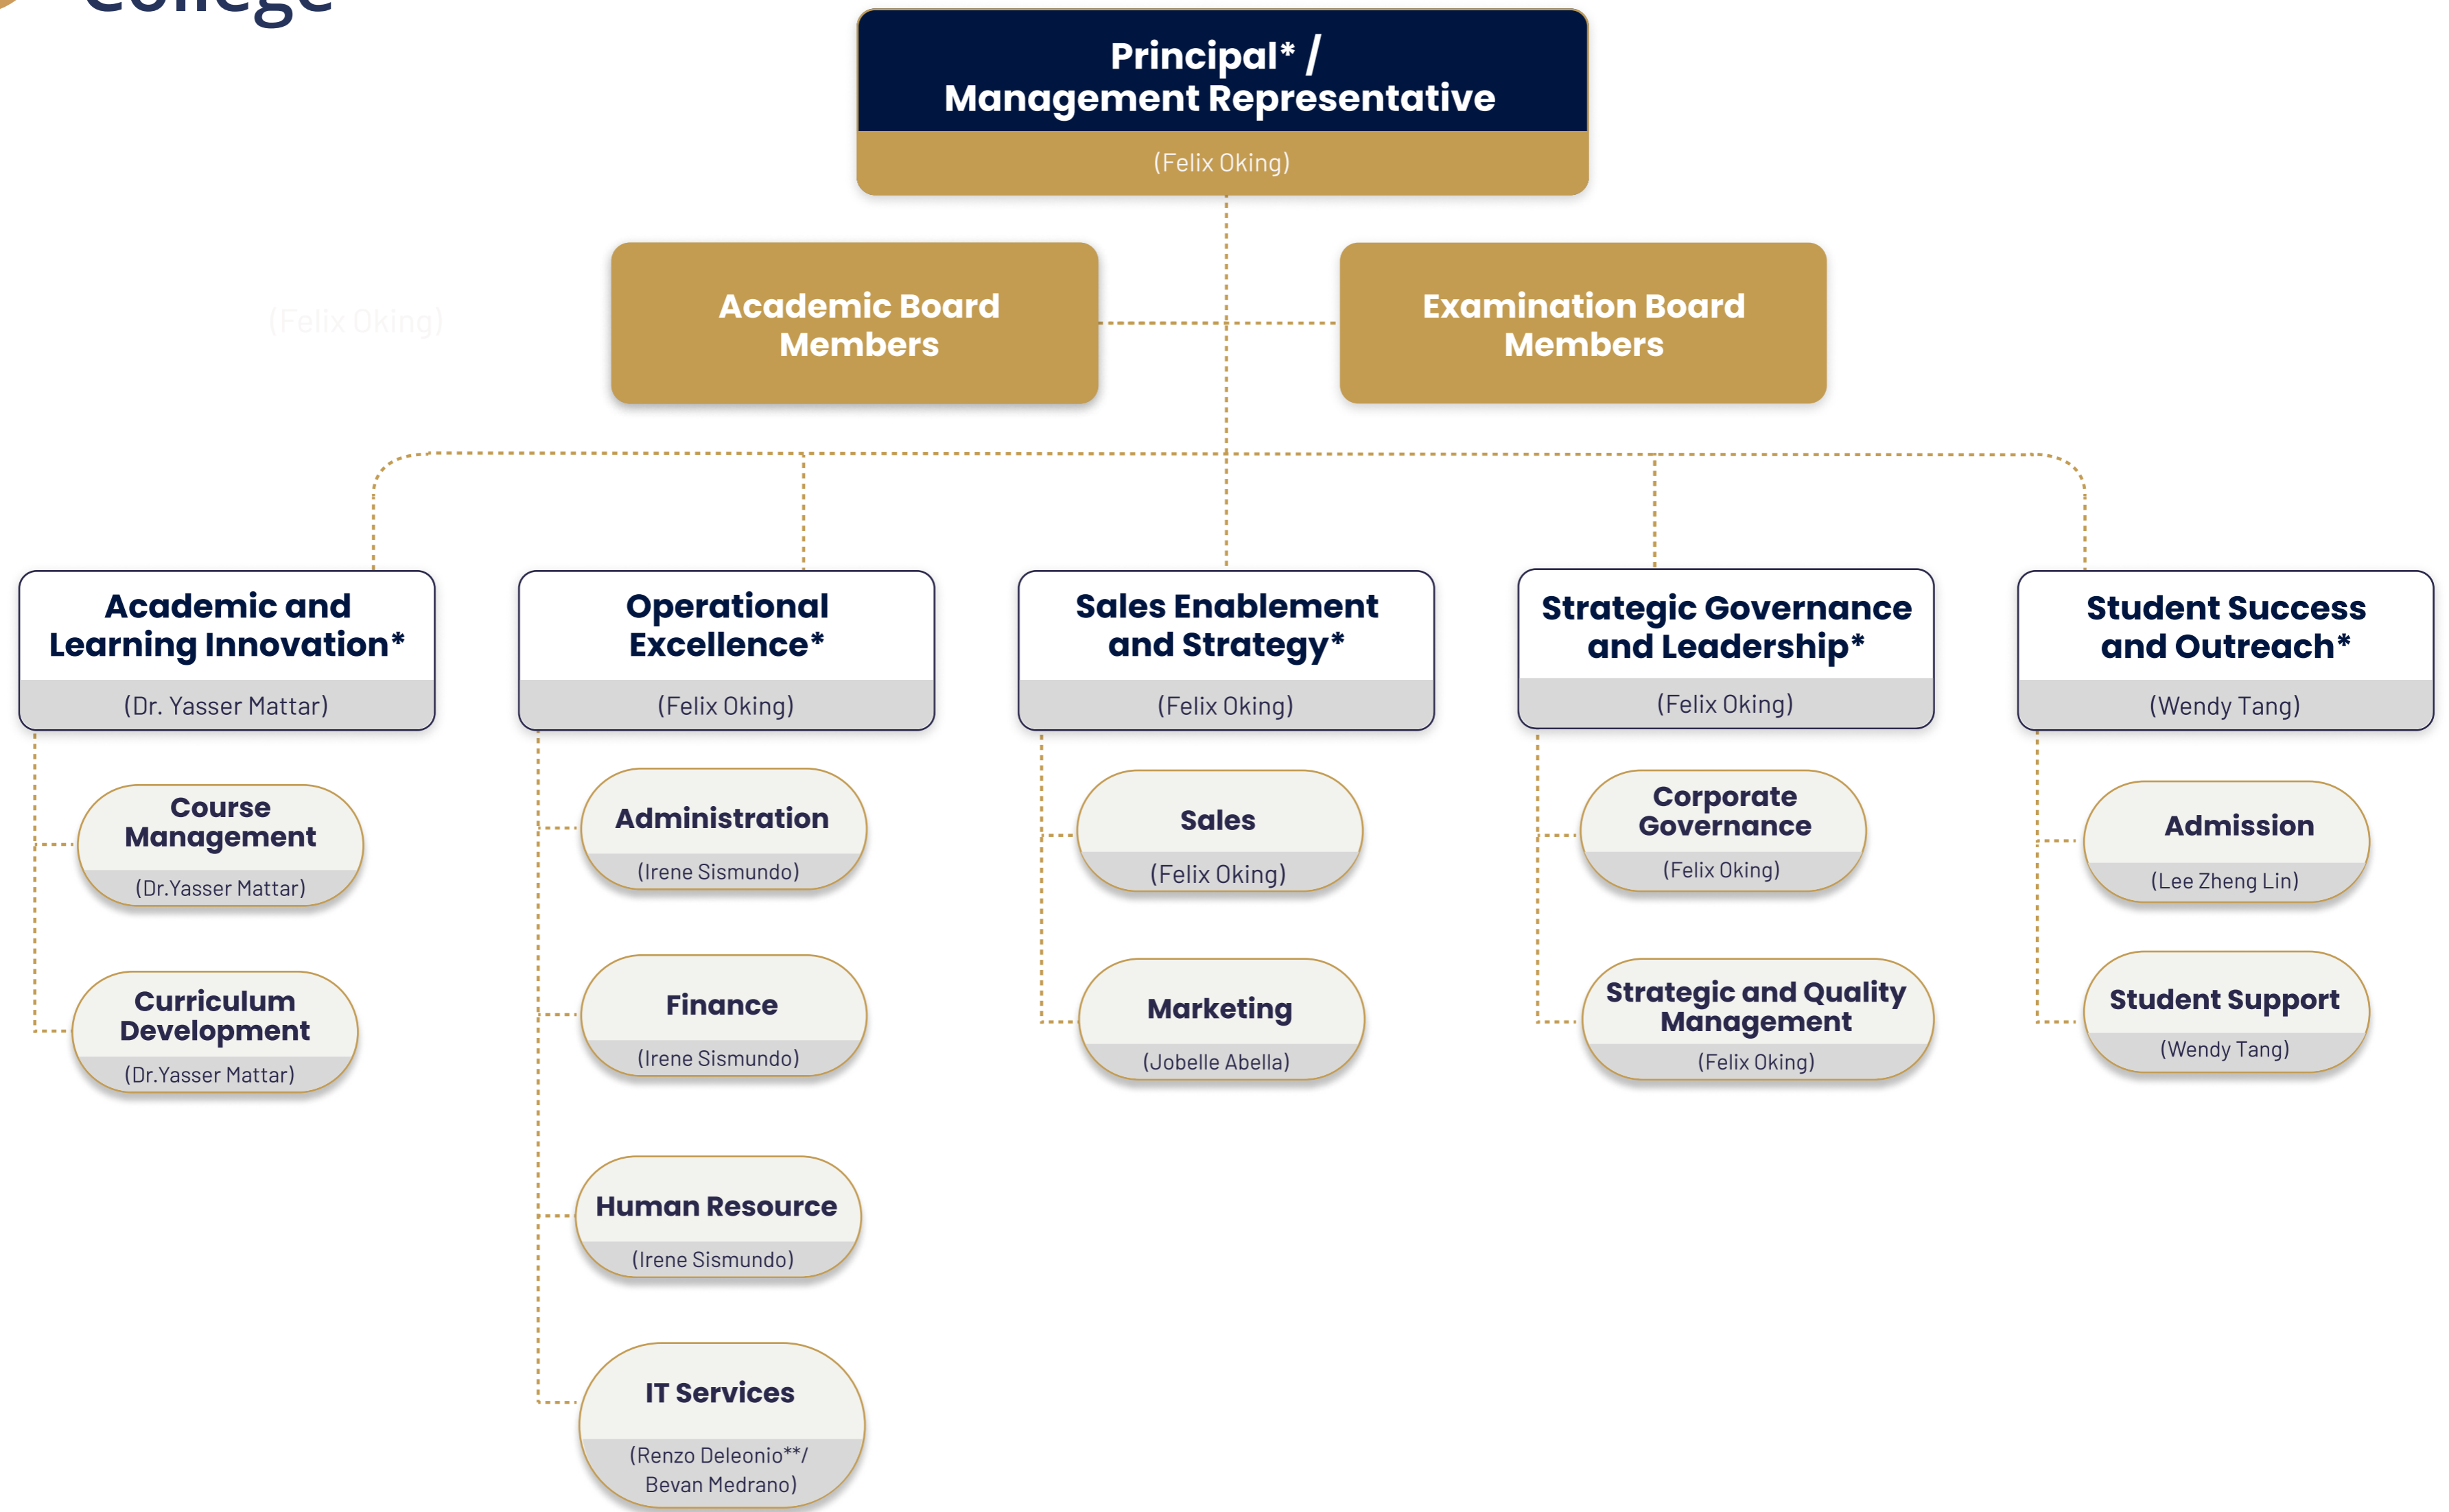 College
Principal* /
Management Representative
(Felix Oking)
Academic Board
Members
Examination Board
Members
(Felix Oking)
Academic and
Learning Innovation*
(Dr. Yasser Mattar)
Course
Management
(Dr.Yasser Mattar)
Curriculum
Development
(Dr.Yasser Mattar)
Operational
Excellence*
(Felix Oking)
Administration
(Irene Sismundo)
Finance
(Irene Sismundo)
Human Resource
(Irene Sismundo)
IT Services
(Renzo Deleonio**/
Bevan Medrano)
Sales Enablement
and Strategy*
(Felix Oking)
Sales
(Felix Oking)
Marketing
(Jobelle Abella)
Strategic Governance
and Leadership*
(Felix Oking)
Corporate
Governance
(Felix Oking)
Strategic and Quality
Management
(Felix Oking)
Student Success
and Outreach*
(Wendy Tang)
Admission
(Lee Zheng Lin)
Student Support
(Wendy Tang)